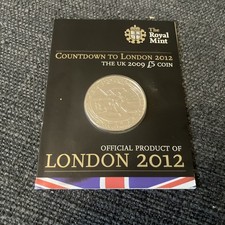 The
Royal
Mint
COUNTDOWN TO LONDON 2012
THE UK 2009 £5 COIN
OFFICIAL PRODUCT OF
LONDON 2012